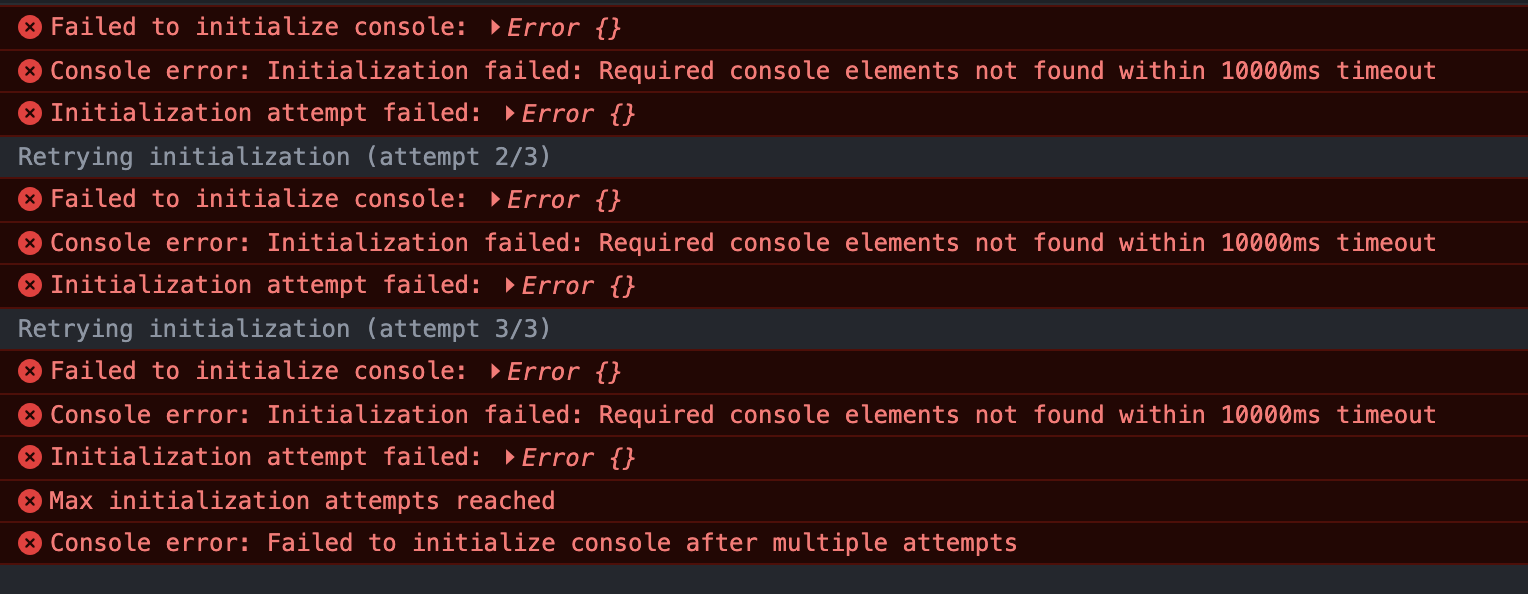 Failed to initialize console: Error {}
Console error: Initialization failed: Required console elements not found within 10000ms timeout
Initialization attempt failed: Error {}
Retrying initialization (attempt 2/3)
Failed to initialize console: Error {}
Console error: Initialization failed: Required console elements not found within 10000ms timeout
Initialization attempt failed: Error {}
Retrying initialization (attempt 3/3)
Failed to initialize console: Error {}
Console error: Initialization failed: Required console elements not found within 10000ms timeout
Initialization attempt failed: Error {}
Max initialization attempts reached
Console error: Failed to initialize console after multiple attempts